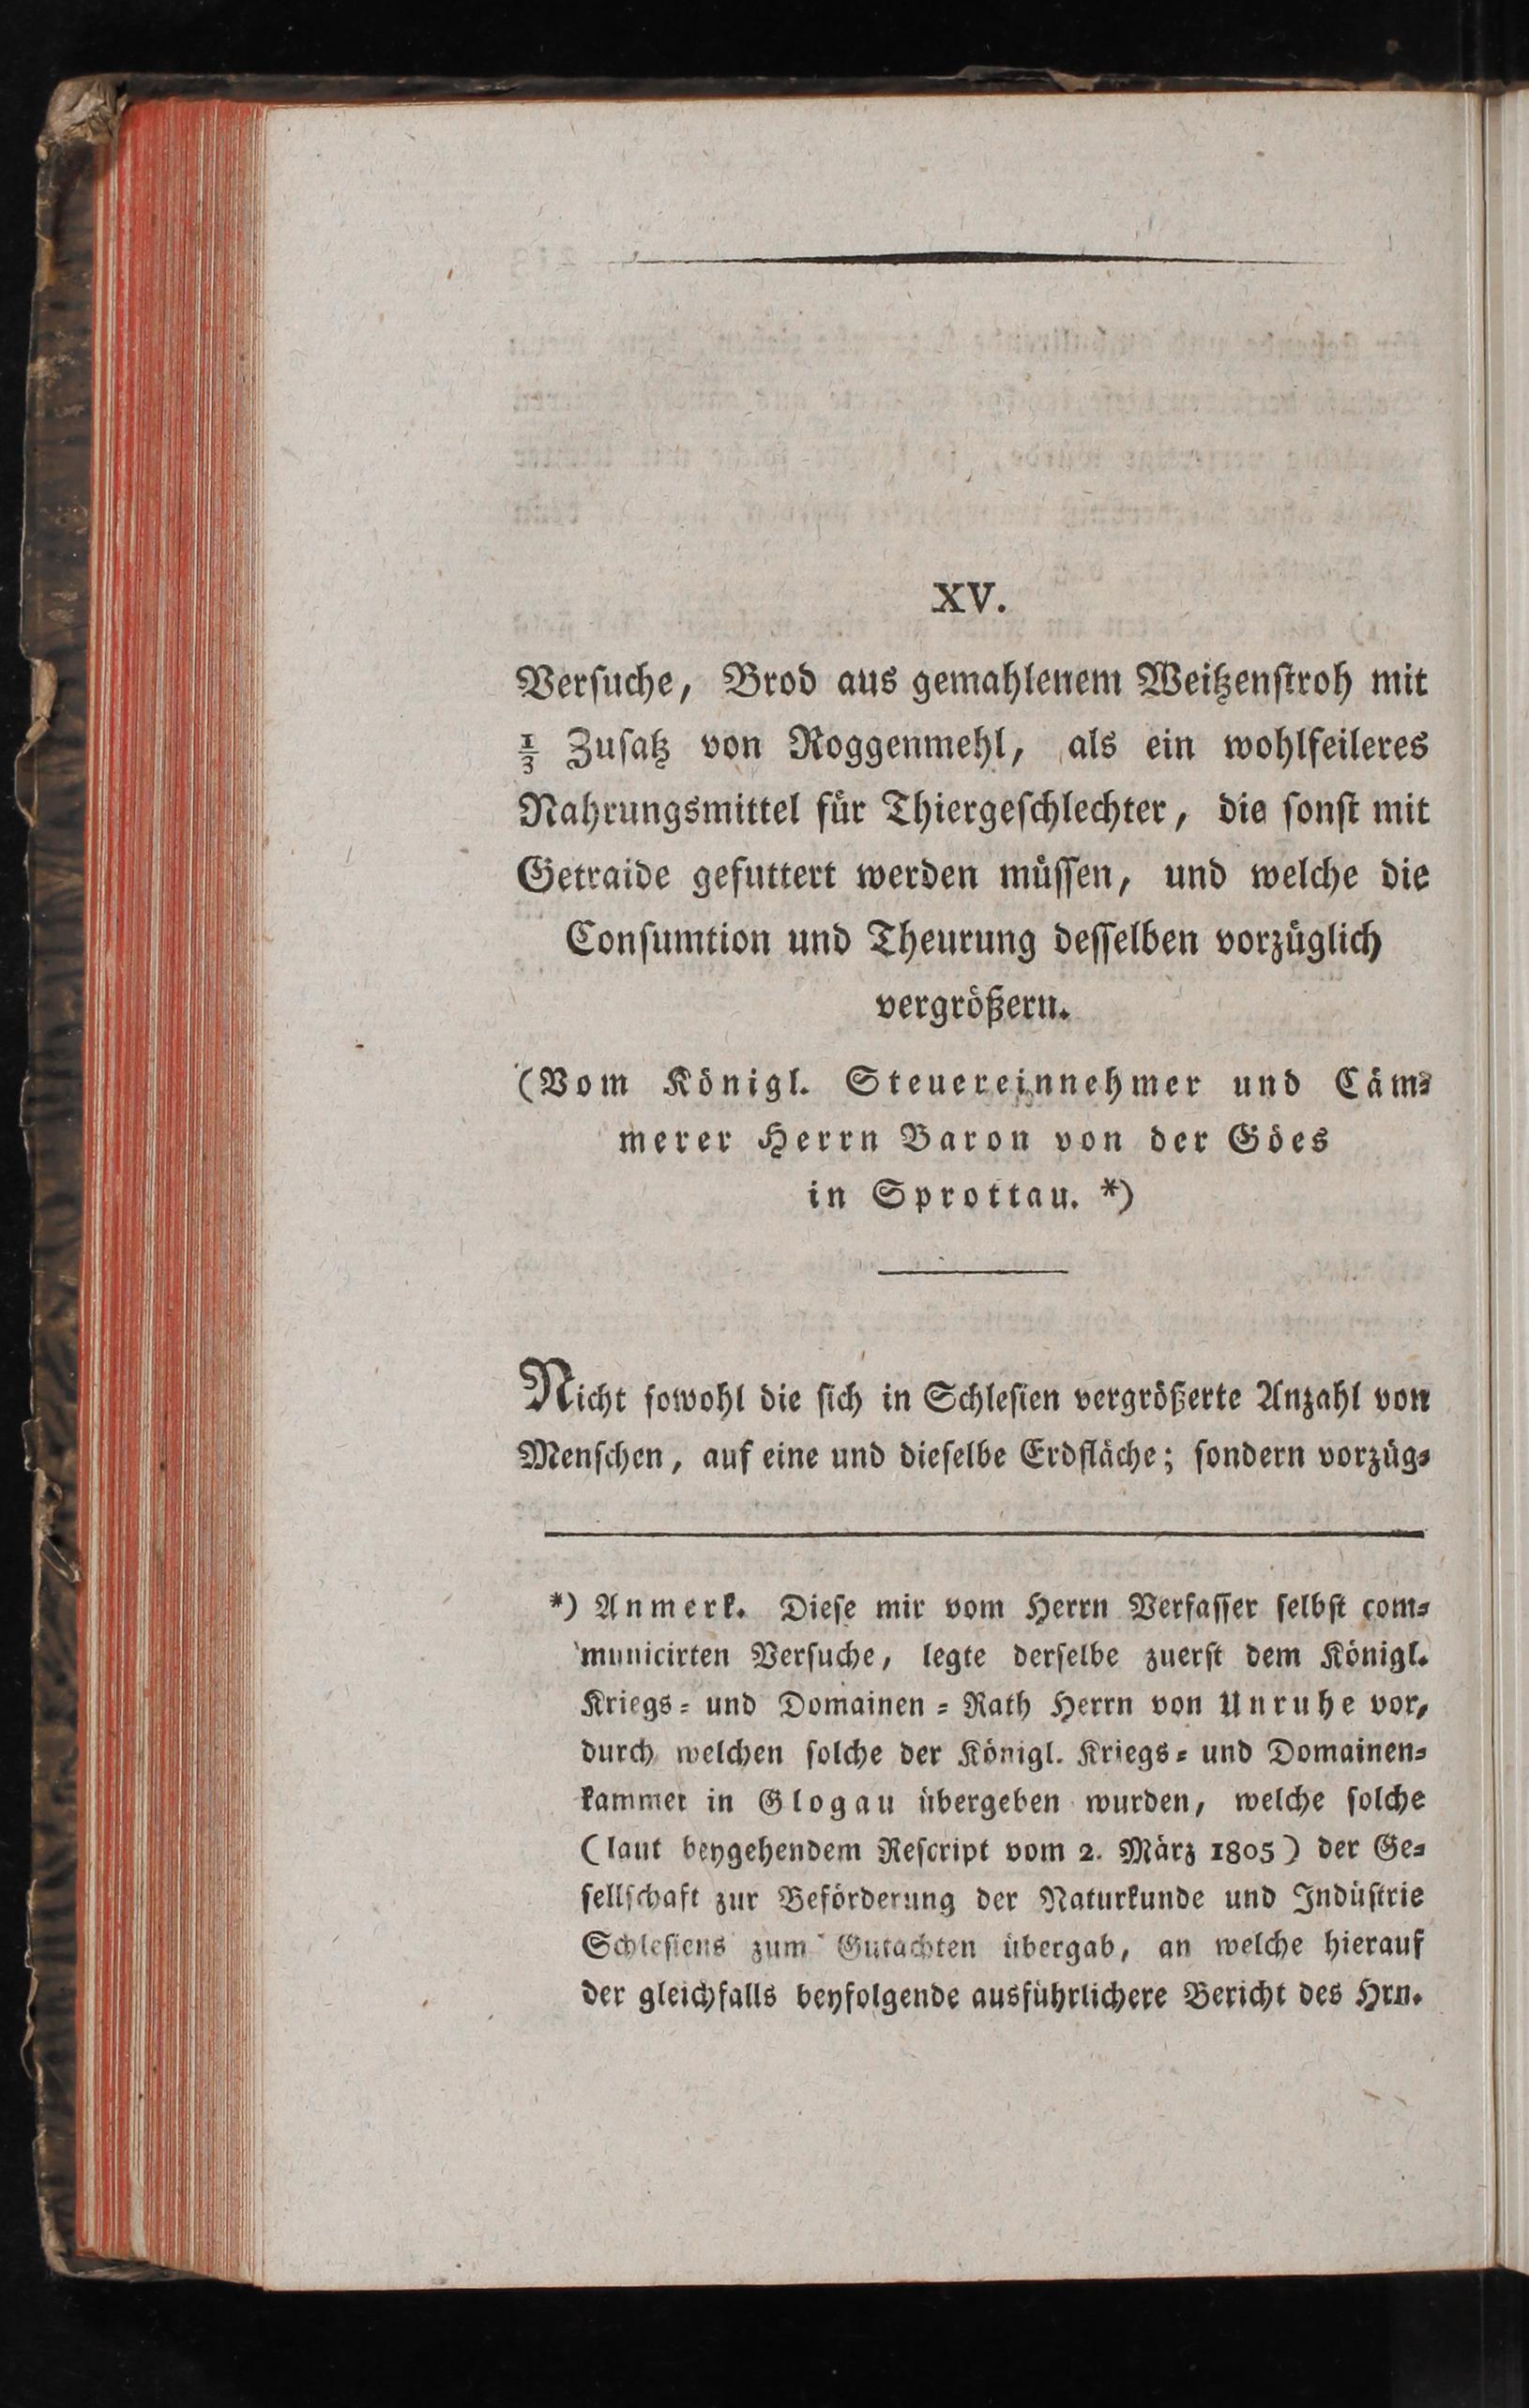 XV.
Verſuche, Brod aus gemahlenem Weitzenſtroh mit
⅓ Zuſatz von Roggenmehl, als ein wohlfeileres
Nahrungsmittel für Thiergeſchlechter, die ſonſt mit
Getraide gefuttert werden müſſen, und welche die
Conſumtion und Theurung deſſelben vorzüglich
vergrößern.
(Vom Königl. Steuereinnehmer und Cäm⸗
merer Herrn Baron von der Göes
in Sprottau. *)
Nicht ſowohl die ſich in Schleſien vergrößerte Anzahl von
Menſchen, auf eine und dieſelbe Erdfläche; ſondern vorzüg⸗
*) Anmerk. Dieſe mir vom Herrn Verfaſſer ſelbſt com⸗
municirten Verſuche, legte derſelbe zuerſt dem Königl.
Kriegs⸗ und Domainen⸗Rath Herrn von Unruhe vor,
durch welchen ſolche der Königl. Kriegs⸗ und Domainen⸗
kammer in Glogau übergeben wurden, welche ſolche
(laut beygehendem Reſcript vom 2. März 1805) der Ge⸗
ſellſchaft zur Beförderung der Naturkunde und Indüſtrie
Schleſiens zum Gutachten übergab, an welche hierauf
der gleichfalls beyfolgende ausführlichere Bericht des Hrn.